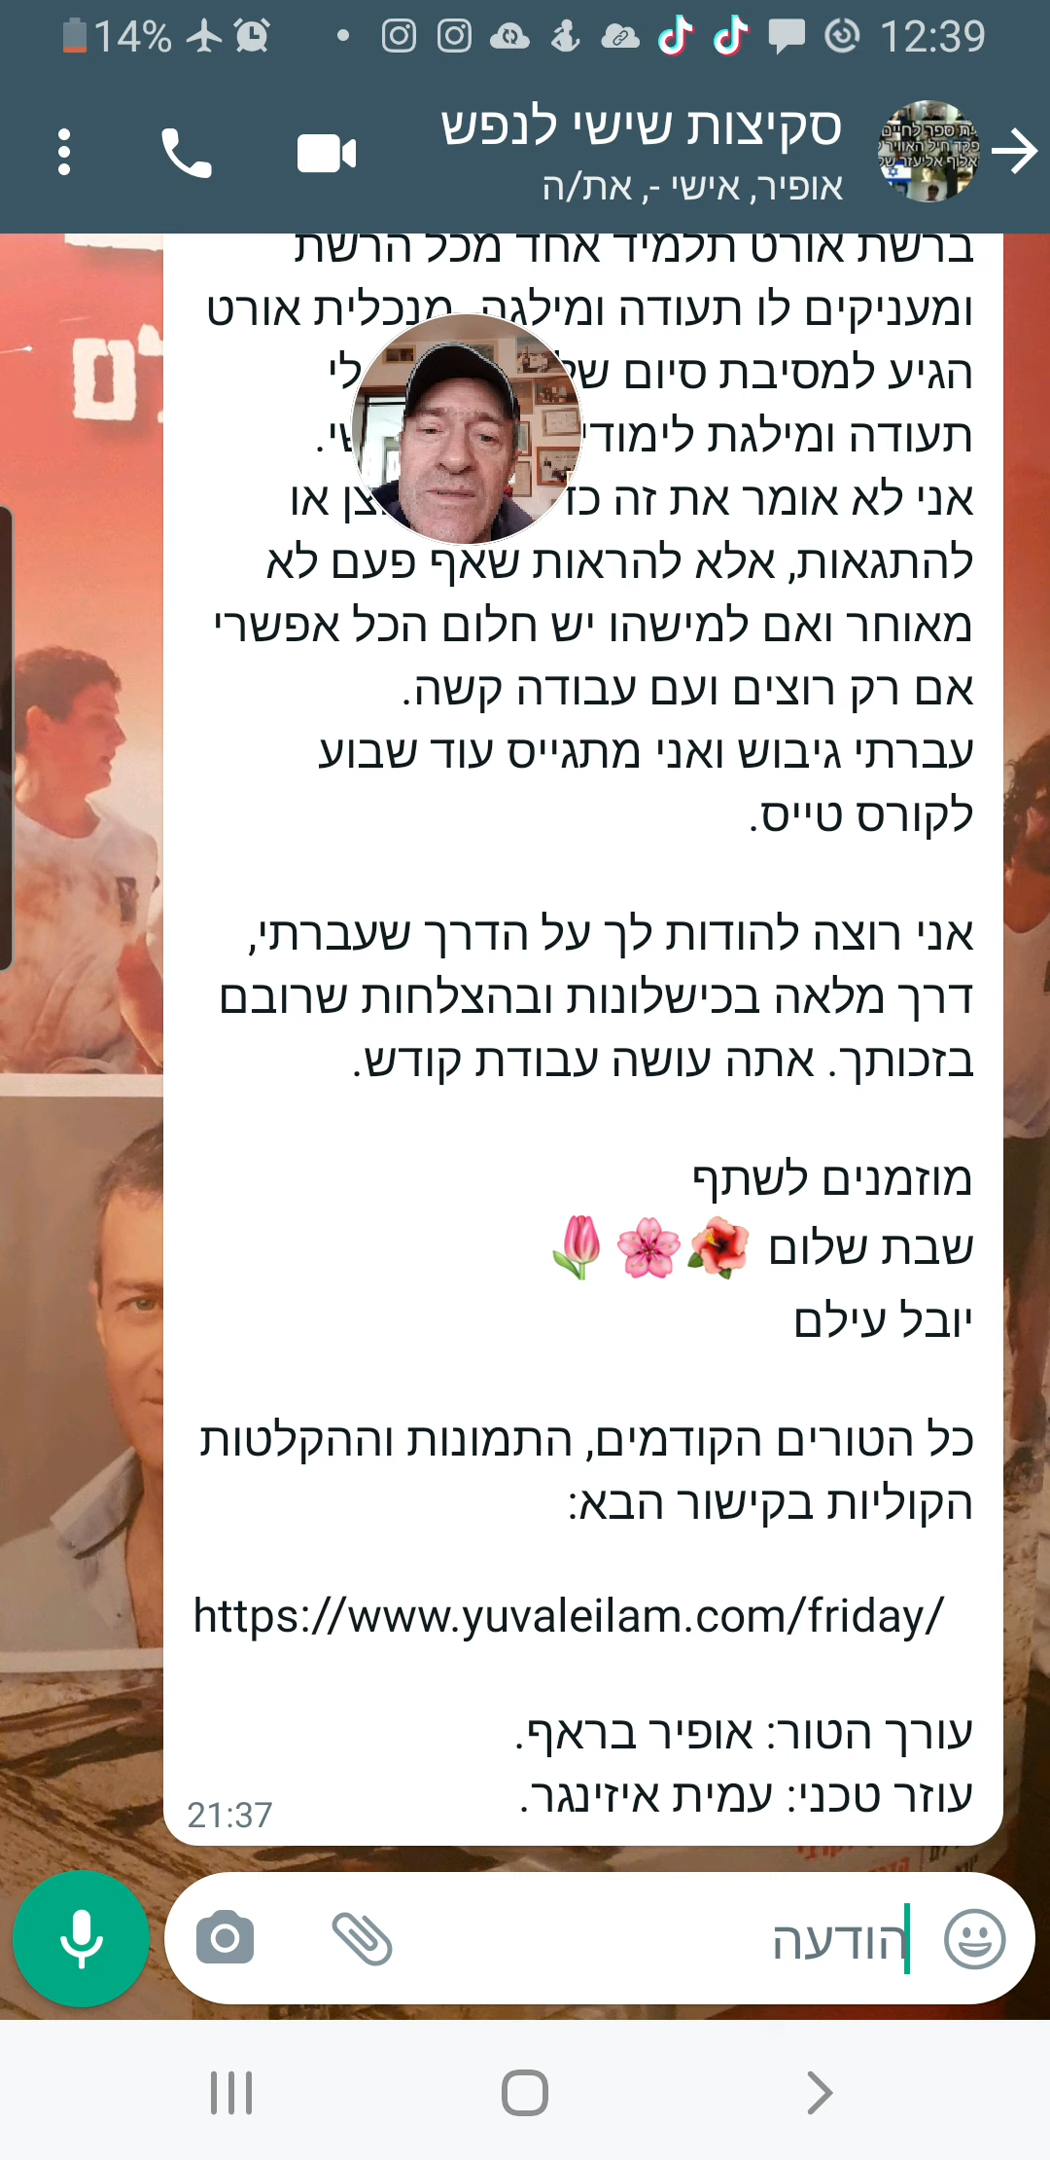 14%
12:39
סקיצות שישי לנפש
אופיר, אישי -, את/ה
ברשת אורט תלמיד אחד מכל הרשת
ומעניקים לו תעודה ומילגה. מנכלית אורט
הגיע למסיבת סיום של לי
תעודה ומילגת לימודי
אני לא אומר את זה או
להתגאות, אלא להראות שאף פעם לא
מאוחר ואם למישהו יש חלום הכל אפשרי
אם רק רוצים ועם עבודה קשה.
עברתי גיבוש ואני מתגייס עוד שבוע
לקורס טייס.
אני רוצה להודות לך על הדרך שעברתי,
דרך מלאה בכישלונות ובהצלחות שרובם
בזכותך. אתה עושה עבודת קודש.
מוזמנים לשתף
שבת שלום 🌺🌸🌷
יובל עילם
כל הטורים הקודמים, התמונות וההקלטות
הקוליות בקישור הבא:
https://www.yuvaleilam.com/friday/
עורך הטור: אופיר בראף.
עוזר טכני: עמית איזינגר.
21:37
הודעה